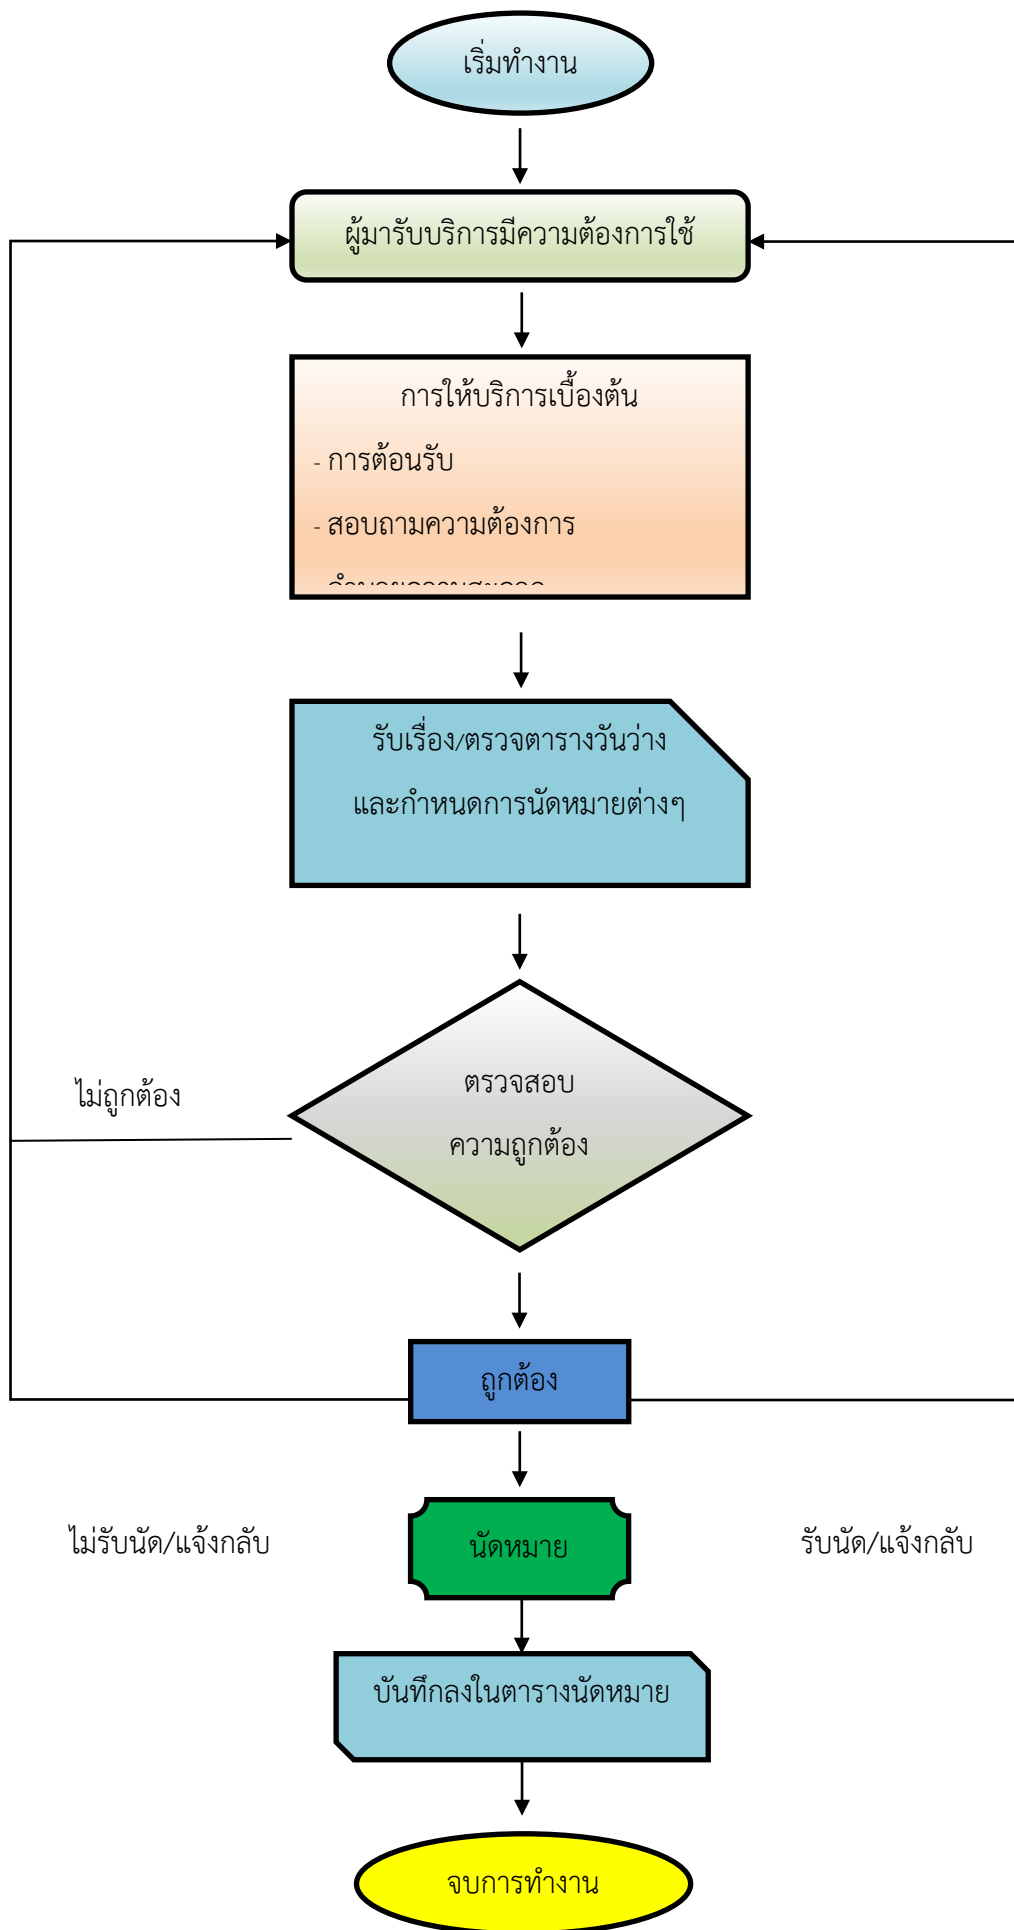 เริ่มทำงาน
ผู้มารับบริการมีความต้องการใช้
การให้บริการเบื้องต้น
- การต้อนรับ
- สอบถามความต้องการ
รับเรื่อง/ตรวจตารางวันว่าง
และกำหนดการนัดหมายต่างๆ
ตรวจสอบ
ไม่ถูกต้อง
ความถูกต้อง
ถูกต้อง
ไม่รับนัด/แจ้งกลับ
นัดหมาย
รับนัด/แจ้งกลับ
บันทึกลงในตารางนัดหมาย
จบการทำงาน